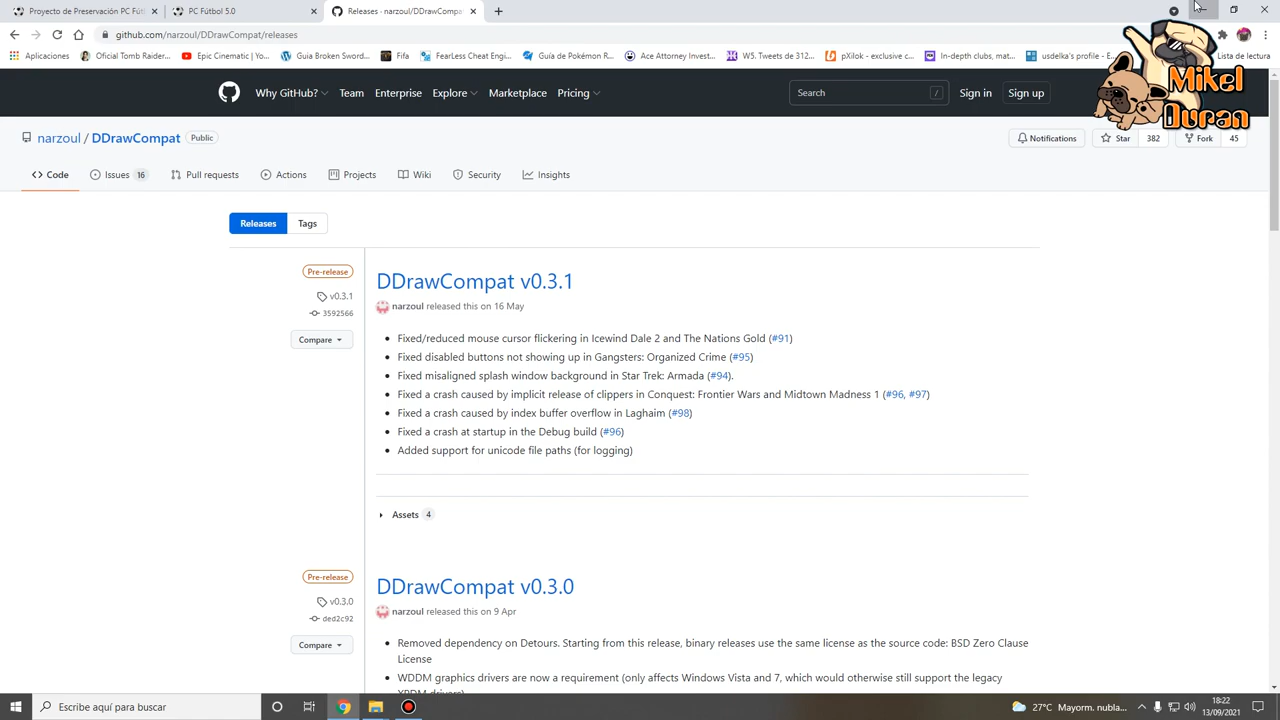 Proyecto de Preservación PC Fút
PC Fútbol 5.0
Releases · narzoul/DDrawCompat
github.com/narzoul/DDrawCompat/releases
Aplicaciones
Oficial Tomb Raider...
Epic Cinematic | Yo...
Guia Broken Sword...
Fifa
FearLess Cheat Engi...
Guía de Pokémon R...
Ace Attorney Invest...
W5. Tweets de 312...
pXilok - exclusive c...
In-depth clubs, mat...
usdelka's profile - E...
Lista de lectura
Mikel
Duran
Why GitHub?
Team
Enterprise
Explore
Marketplace
Pricing
Search
/
Sign in
Sign up
narzoul / DDrawCompat
Public
Notifications
Star
382
Fork
45
Code
Issues 16
Pull requests
Actions
Projects
Wiki
Security
Insights
Releases
Tags
Pre-release
v0.3.1
3592566
Compare
DDrawCompat v0.3.1
narzoul released this on 16 May
• Fixed/reduced mouse cursor flickering in Icewind Dale 2 and The Nations Gold (#91)
• Fixed disabled buttons not showing up in Gangsters: Organized Crime (#95)
• Fixed misaligned splash window background in Star Trek: Armada (#94).
• Fixed a crash caused by implicit release of clippers in Conquest: Frontier Wars and Midtown Madness 1 (#96, #97)
• Fixed a crash caused by index buffer overflow in Laghaim (#98)
• Fixed a crash at startup in the Debug build (#96)
• Added support for unicode file paths (for logging)
Assets 4
Pre-release
v0.3.0
ded2c92
Compare
DDrawCompat v0.3.0
narzoul released this on 9 Apr
• Removed dependency on Detours. Starting from this release, binary releases use the same license as the source code: BSD Zero Clause
License
• WDDM graphics drivers are now a requirement (only affects Windows Vista and 7, which would otherwise still support the legacy
XPDM drivers)
Escribe aquí para buscar
27°C Mayorm. nubla...
18:22
13/09/2021